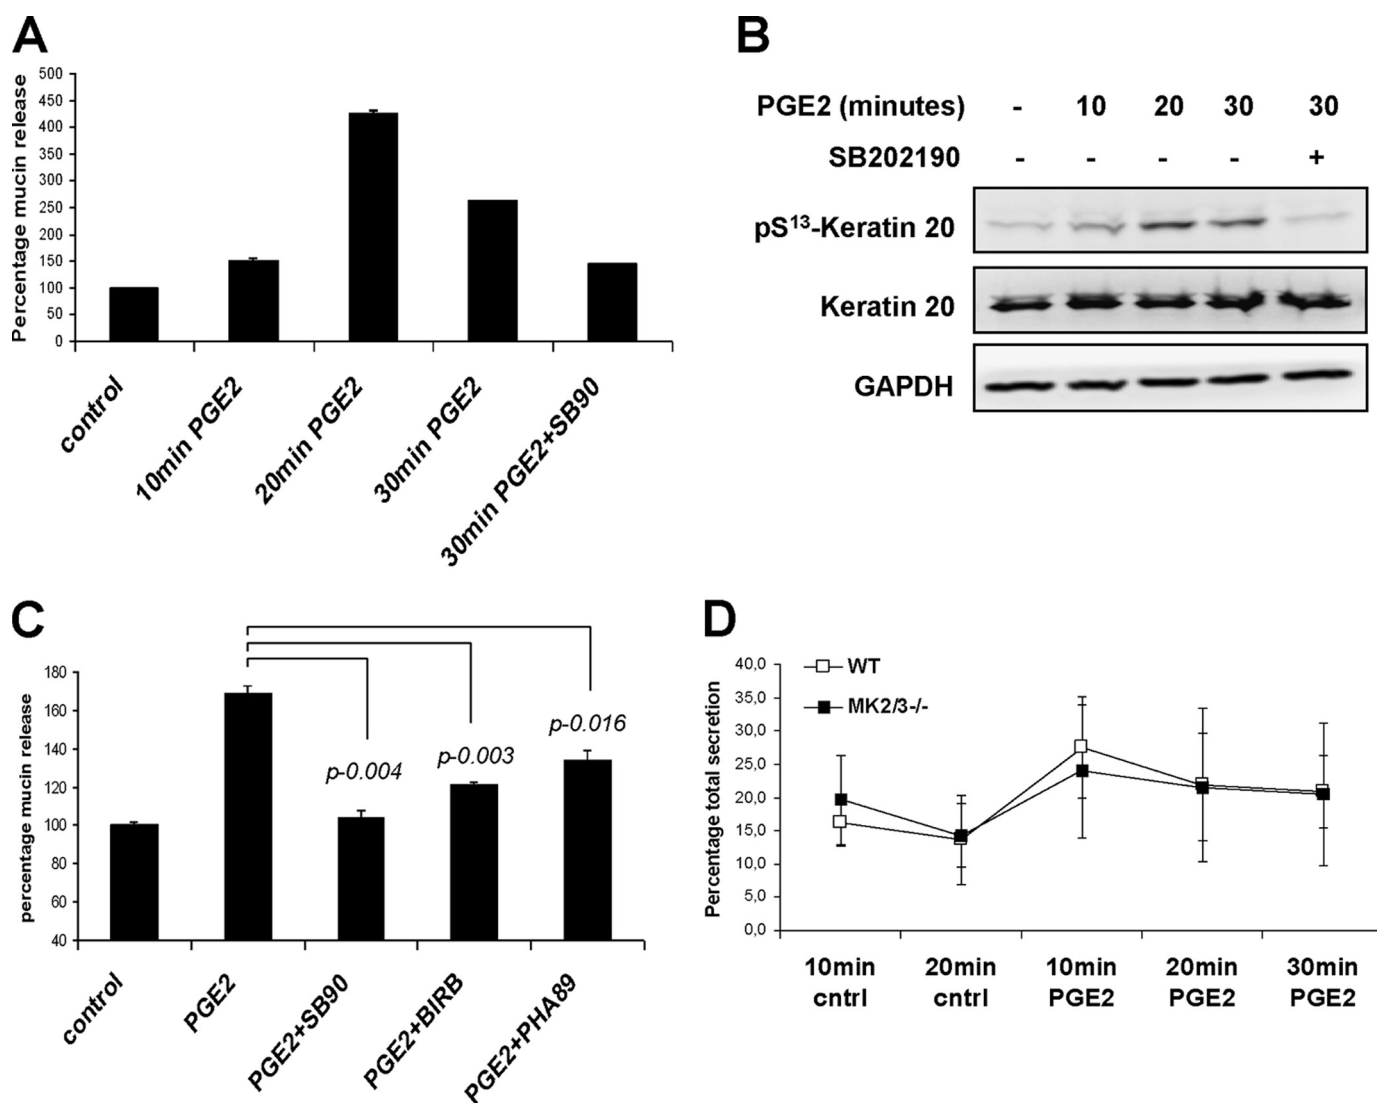 A
Percentage mucin release
500
450
400
350
300
250
200
150
100
50
0
control
10min PGE2
20min PGE2
30min PGE2
30min PGE2+SB90
B
PGE2 (minutes) - 10 20 30 30
SB202190 - - - - +
pS13-Keratin 20
Keratin 20
GAPDH
C
percentage mucin release
180
160
140
120
100
80
60
40
p-0.004
p-0.003
p-0.016
control
PGE2
PGE2+SB90
PGE2+BIRB
PGE2+PHA89
D
Percentage total secretion
40,0
35,0
30,0
25,0
20,0
15,0
10,0
5,0
0,0
WT
MK2/3-/-
10min cntrl
20min cntrl
10min PGE2
20min PGE2
30min PGE2